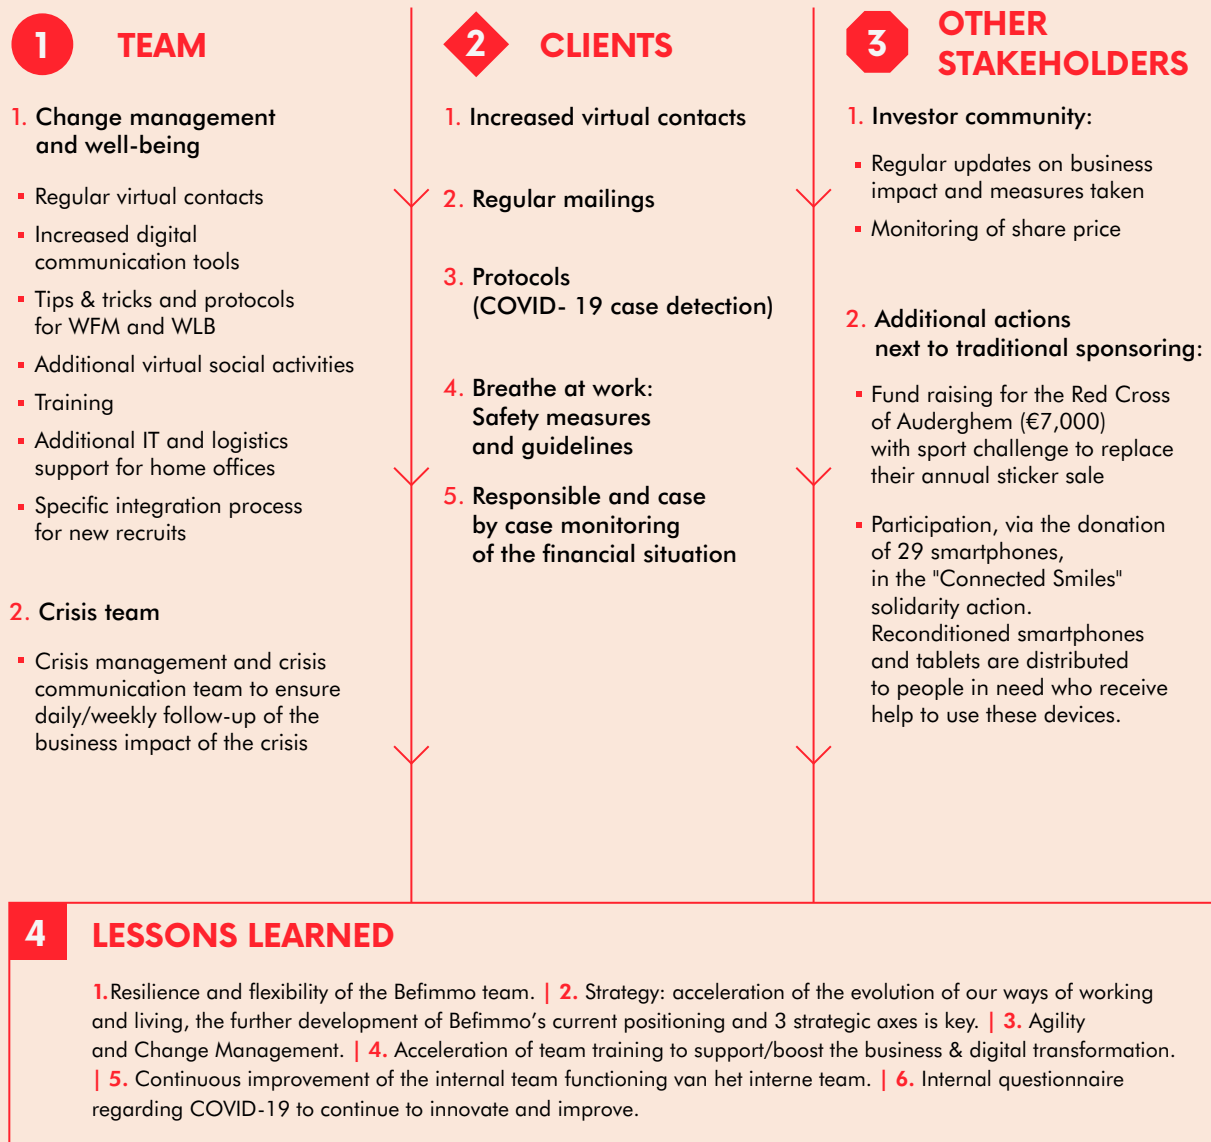 1 TEAM
1. Change management
and well-being
▪ Regular virtual contacts
▪ Increased digital
communication tools
▪ Tips & tricks and protocols
for WFM and WLB
▪ Additional virtual social activities
▪ Training
▪ Additional IT and logistics
support for home offices
▪ Specific integration process
for new recruits
2. Crisis team
▪ Crisis management and crisis
communication team to ensure
daily/weekly follow-up of the
business impact of the crisis
2 CLIENTS
1. Increased virtual contacts
2. Regular mailings
3. Protocols
(COVID- 19 case detection)
4. Breathe at work:
Safety measures
and guidelines
5. Responsible and case
by case monitoring
of the financial situation
3 OTHER
STAKEHOLDERS
1. Investor community:
▪ Regular updates on business
impact and measures taken
▪ Monitoring of share price
2. Additional actions
next to traditional sponsoring:
▪ Fund raising for the Red Cross
of Auderghem (€7,000)
with sport challenge to replace
their annual sticker sale
▪ Participation, via the donation
of 29 smartphones,
in the "Connected Smiles"
solidarity action.
Reconditioned smartphones
and tablets are distributed
to people in need who receive
help to use these devices.
4 LESSONS LEARNED
1.Resilience and flexibility of the Befimmo team. | 2. Strategy: acceleration of the evolution of our ways of working
and living, the further development of Befimmo's current positioning and 3 strategic axes is key. | 3. Agility
and Change Management. | 4. Acceleration of team training to support/boost the business & digital transformation.
| 5. Continuous improvement of the internal team functioning van het interne team. | 6. Internal questionnaire
regarding COVID-19 to continue to innovate and improve.